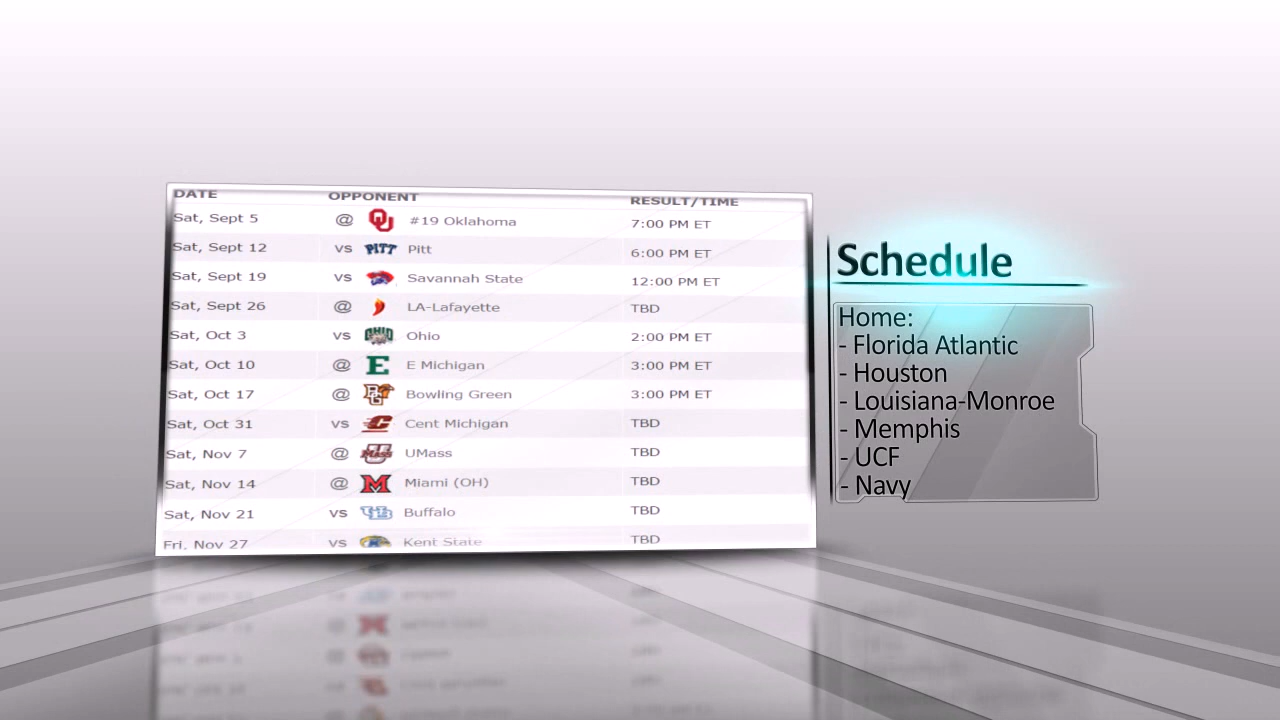 DATE OPPONENT RESULT/TIME
Sat, Sept 5 @ OU #19 Oklahoma 7:00 PM ET
Sat, Sept 12 VS PITT Pitt 6:00 PM ET
Sat, Sept 19 VS Savannah State 12:00 PM ET
Sat, Sept 26 @ LA-Lafayette TBD
Sat, Oct 3 VS OHIO Ohio 2:00 PM ET
Sat, Oct 10 @ E E Michigan 3:00 PM ET
Sat, Oct 17 @ BG Bowling Green 3:00 PM ET
Sat, Oct 31 VS C Cent Michigan TBD
Sat, Nov 7 @ UMass UMass TBD
Sat, Nov 14 @ M Miami (OH) TBD
Sat, Nov 21 VS UB Buffalo TBD
Fri, Nov 27 VS Kent State TBD
Schedule
Home:
- Florida Atlantic
- Houston
- Louisiana-Monroe
- Memphis
- UCF
- Navy